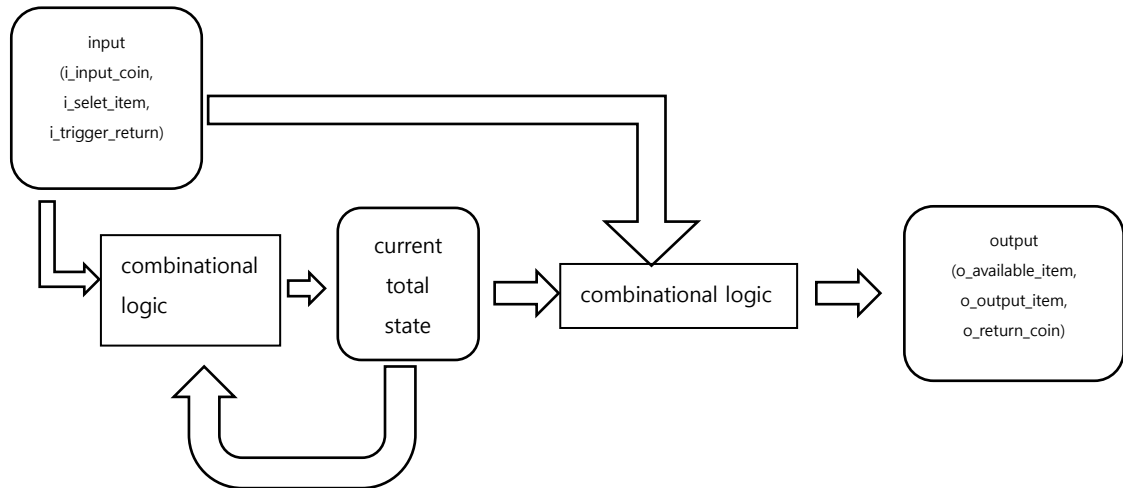 input
(i_input_coin,
i_selet_item,
i_trigger_return)
combinational
logic
current
total
state
combinational logic
output
(o_available_item,
o_output_item,
o_return_coin)